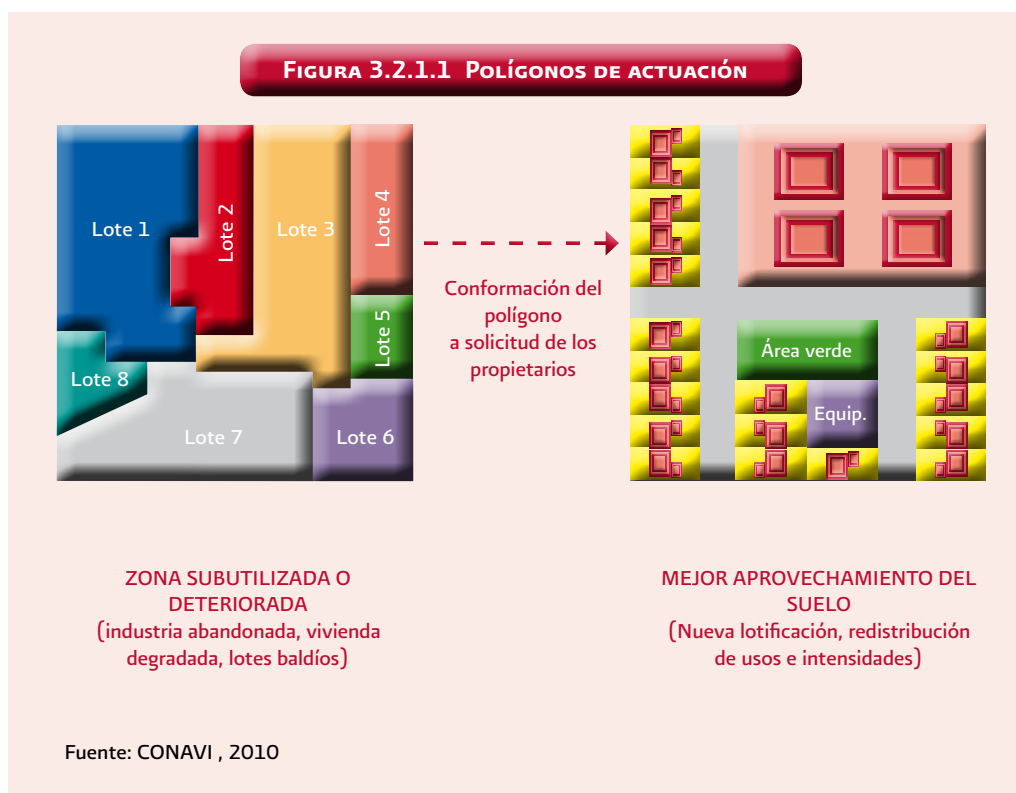 Figura 3.2.1.1 Polígonos de actuación
Lote 1
Lote 2
Lote 3
Lote 4
Lote 5
Lote 8
Lote 7
Lote 6
Conformación del
polígono
a solicitud de los
propietarios
Área verde
Equip.
ZONA SUBUTILIZADA O
DETERIORADA
(industria abandonada, vivienda
degradada, lotes baldíos)
MEJOR APROVECHAMIENTO DEL
SUELO
(Nueva lotificación, redistribución
de usos e intensidades)
Fuente: CONAVI , 2010